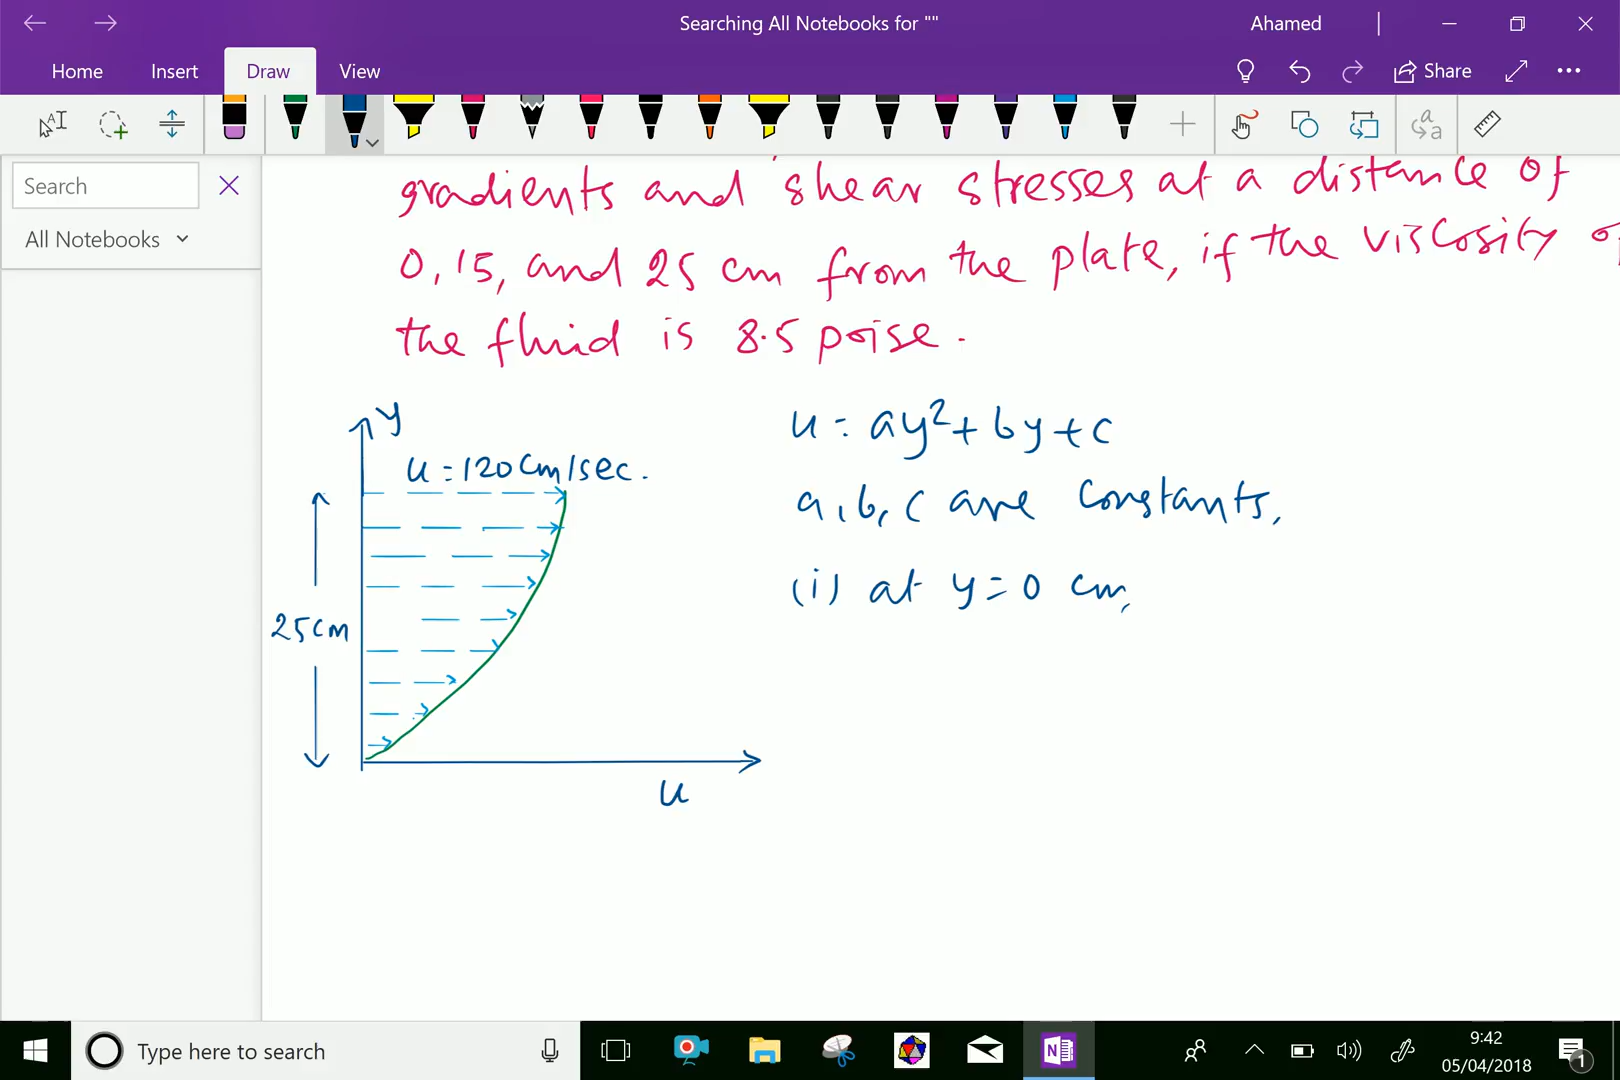 Searching All Notebooks for ""
Ahamed
Home
Insert
Draw
View
Share
Search
All Notebooks
gradients and shear stresses at a distance of
0, 15, and 25 cm from the plate, if the viscosity of
the fluid is 8.5 poise.
y
u = 120 cm/sec.
25cm
u
u = ay²+ by + c
a, b, c are constants,
(i) at y = 0 cm,
Type here to search
9:42
05/04/2018
1